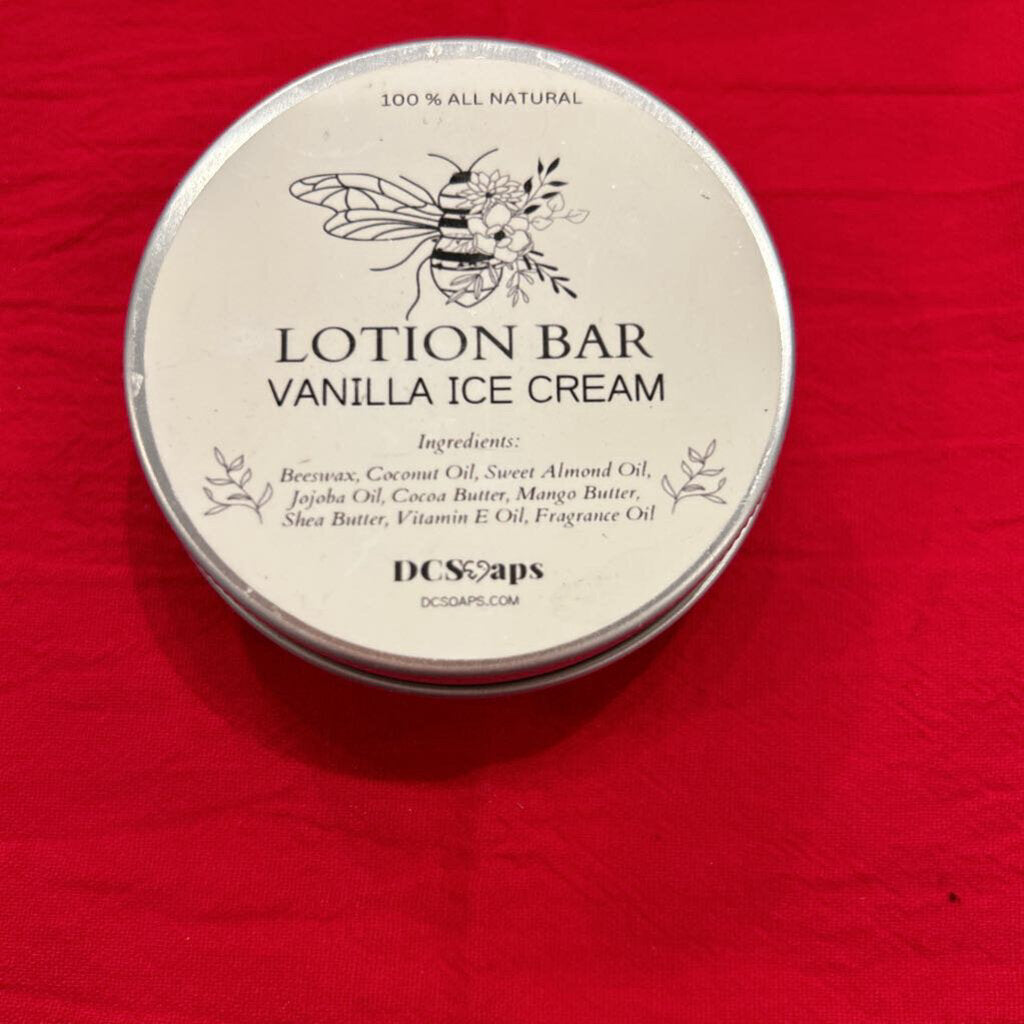 100 % ALL NATURAL
LOTION BAR
VANILLA ICE CREAM
Ingredients:
Beeswax, Coconut Oil, Sweet Almond Oil,
Jojoba Oil, Cocoa Butter, Mango Butter,
Shea Butter, Vitamin E Oil, Fragrance Oil
DCSoaps
DCSOAPS.COM